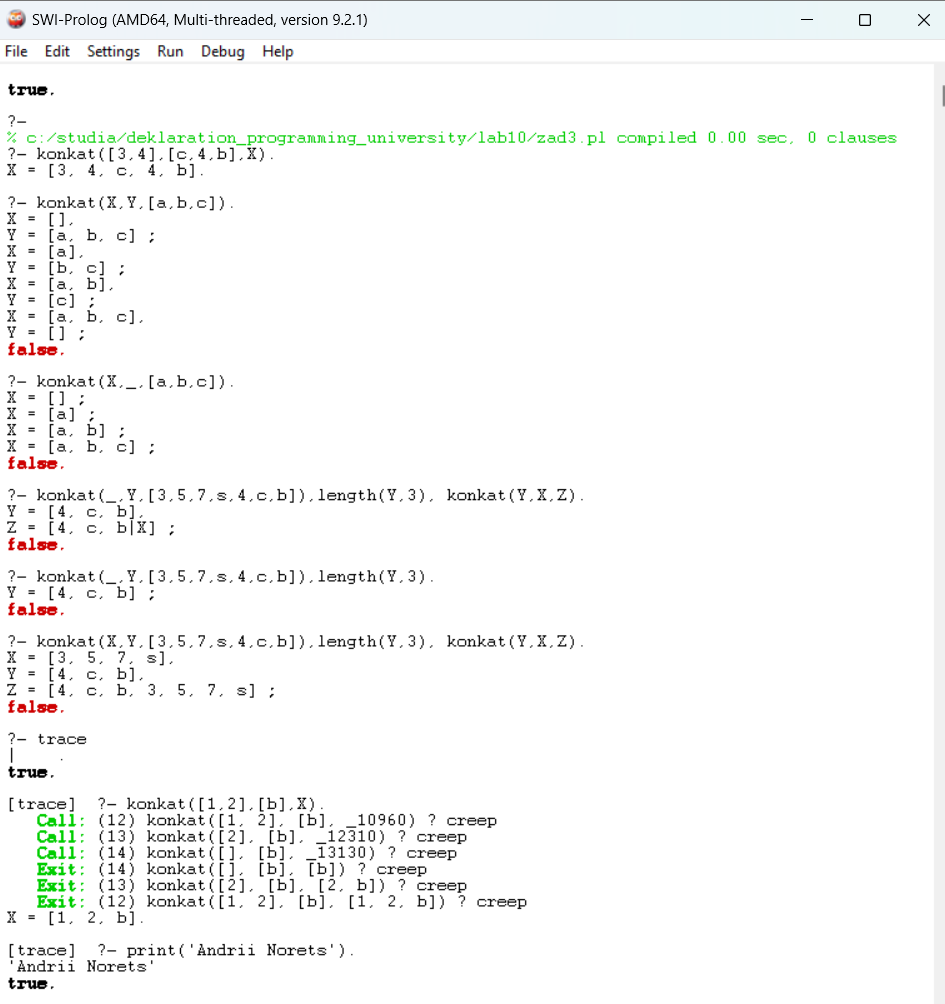 SWI-Prolog (AMD64, Multi-threaded, version 9.2.1)
File Edit Settings Run Debug Help
true.
?-
% c:/studia/deklaration_programming_university/lab10/zad3.pl compiled 0.00 sec, 0 clauses
?- konkat([3,4],[c,4,b],X).
X = [3, 4, c, 4, b].
?- konkat(X,Y,[a,b,c]).
X = [],
Y = [a, b, c] ;
X = [a],
Y = [b, c] ;
X = [a, b],
Y = [c] ;
X = [a, b, c],
Y = [] ;
false.
?- konkat(X,_,[a,b,c]).
X = [] ;
X = [a] ;
X = [a, b] ;
X = [a, b, c] ;
false.
?- konkat(_,Y,[3,5,7,s,4,c,b]),length(Y,3), konkat(Y,X,Z).
Y = [4, c, b],
Z = [4, c, b|X] ;
false.
?- konkat(_,Y,[3,5,7,s,4,c,b]),length(Y,3).
Y = [4, c, b] ;
false.
?- konkat(X,Y,[3,5,7,s,4,c,b]),length(Y,3), konkat(Y,X,Z).
X = [3, 5, 7, s],
Y = [4, c, b],
Z = [4, c, b, 3, 5, 7, s] ;
false.
?- trace
|    .
true.
[trace]  ?- konkat([1,2],[b],X).
Call: (12) konkat([1, 2], [b], _10960) ? creep
Call: (13) konkat([2], [b], _12310) ? creep
Call: (14) konkat([], [b], _13130) ? creep
Exit: (14) konkat([], [b], [b]) ? creep
Exit: (13) konkat([2], [b], [2, b]) ? creep
Exit: (12) konkat([1, 2], [b], [1, 2, b]) ? creep
X = [1, 2, b].
[trace]  ?- print('Andrii Norets').
'Andrii Norets'
true.